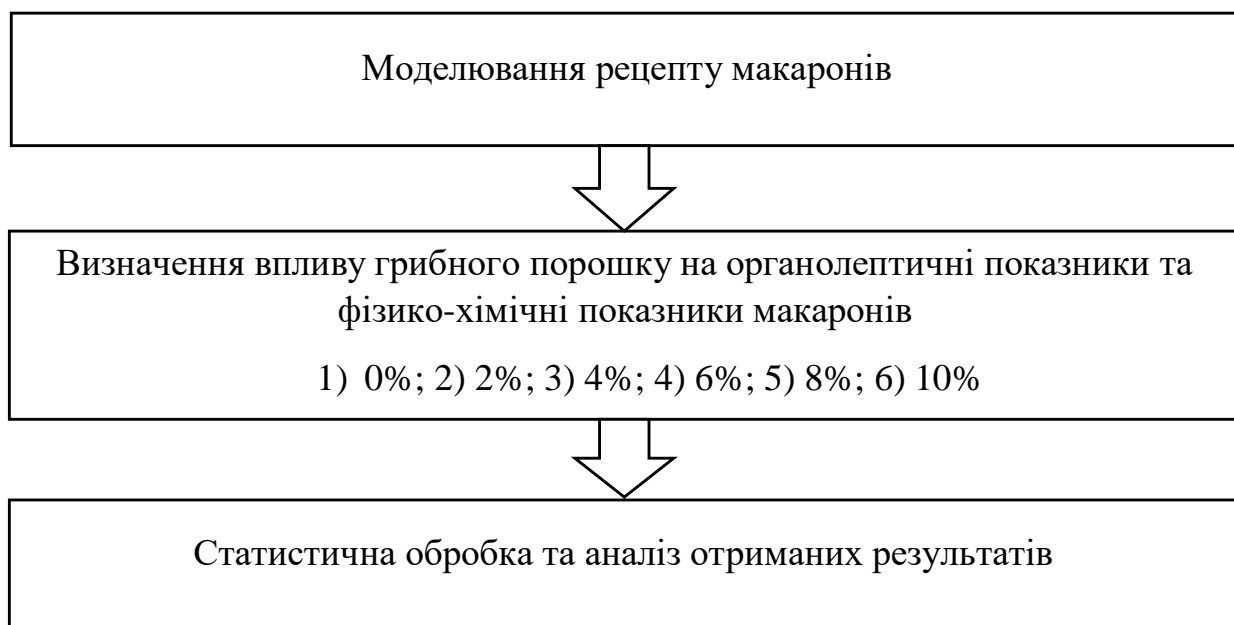 Моделювання рецепту макаронів
Визначення впливу грибного порошку на органолептичні показники та
фізико-хімічні показники макаронів
1) 0%; 2) 2%; 3) 4%; 4) 6%; 5) 8%; 6) 10%
Статистична обробка та аналіз отриманих результатів